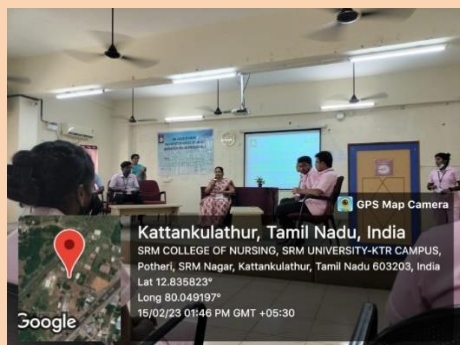 GPS Map Camera
Kattankulathur, Tamil Nadu, India
SRM COLLEGE OF NURSING, SRM UNIVERSITY-KTR CAMPUS,
Potheri, SRM Nagar, Kattankulathur, Tamil Nadu 603203, India
Lat 12.835823°
Long 80.049197°
15/02/23 01:46 PM GMT +05:30
Google